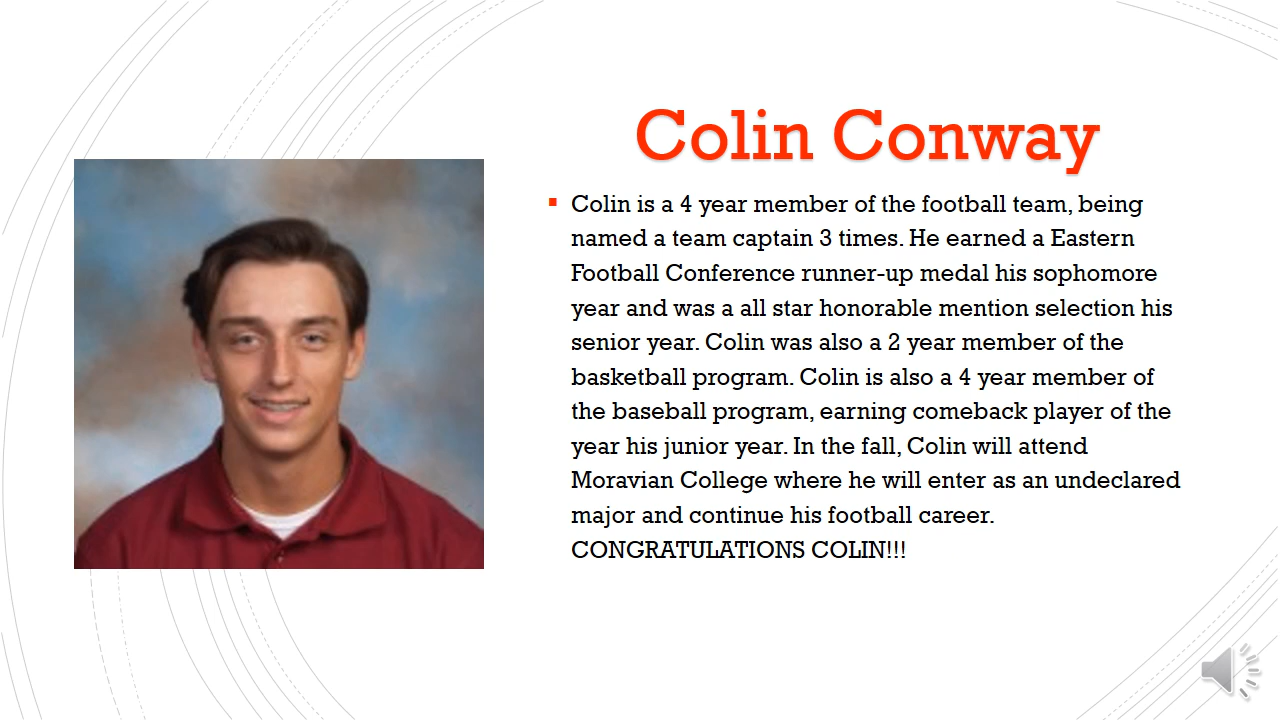 Colin Conway
Colin is a 4 year member of the football team, being
named a team captain 3 times. He earned a Eastern
Football Conference runner-up medal his sophomore
year and was a all star honorable mention selection his
senior year. Colin was also a 2 year member of the
basketball program. Colin is also a 4 year member of
the baseball program, earning comeback player of the
year his junior year. In the fall, Colin will attend
Moravian College where he will enter as an undeclared
major and continue his football career.
CONGRATULATIONS COLIN!!!